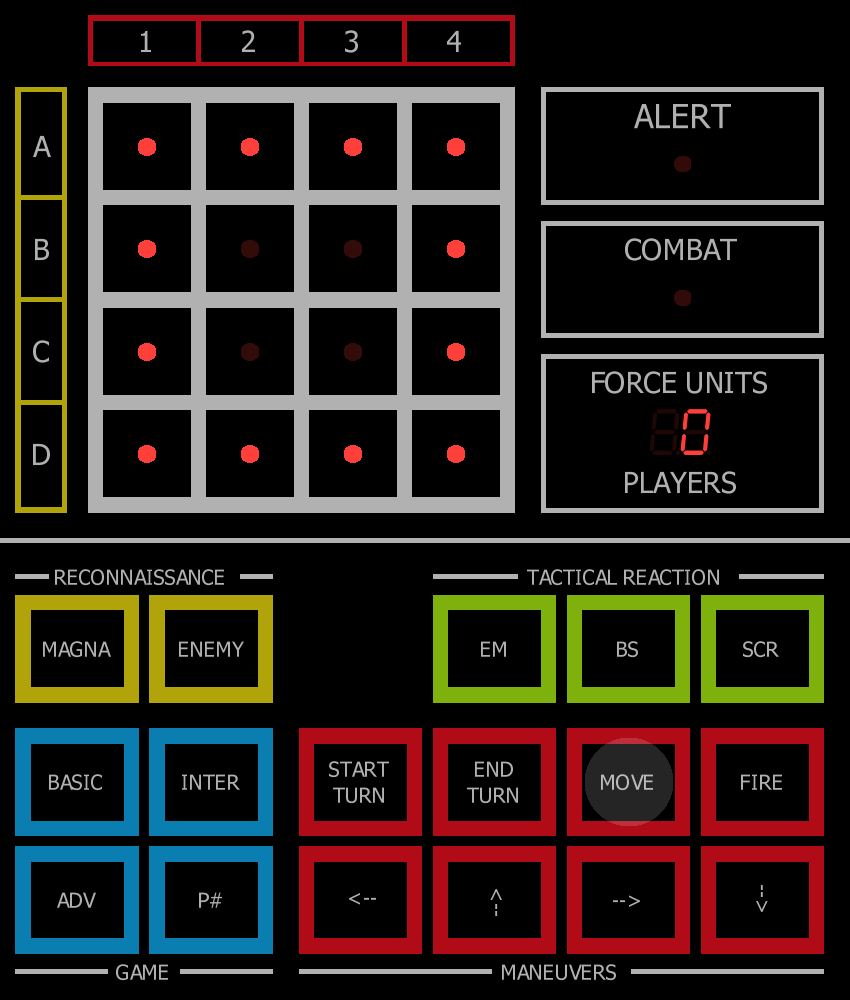 1 2 3 4
A
ALERT
B
COMBAT
C
FORCE UNITS
0
D
PLAYERS
RECONNAISSANCE
TACTICAL REACTION
MAGNA ENEMY EM BS SCR
BASIC INTER START TURN END TURN MOVE FIRE
ADV P# <-- ^ --> v
GAME MANEUVERS